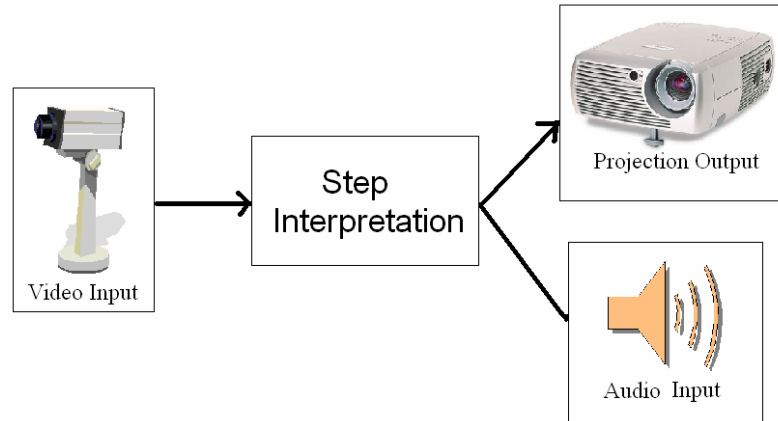 Video Input
Step
Interpretation
Projection Output
Audio Input